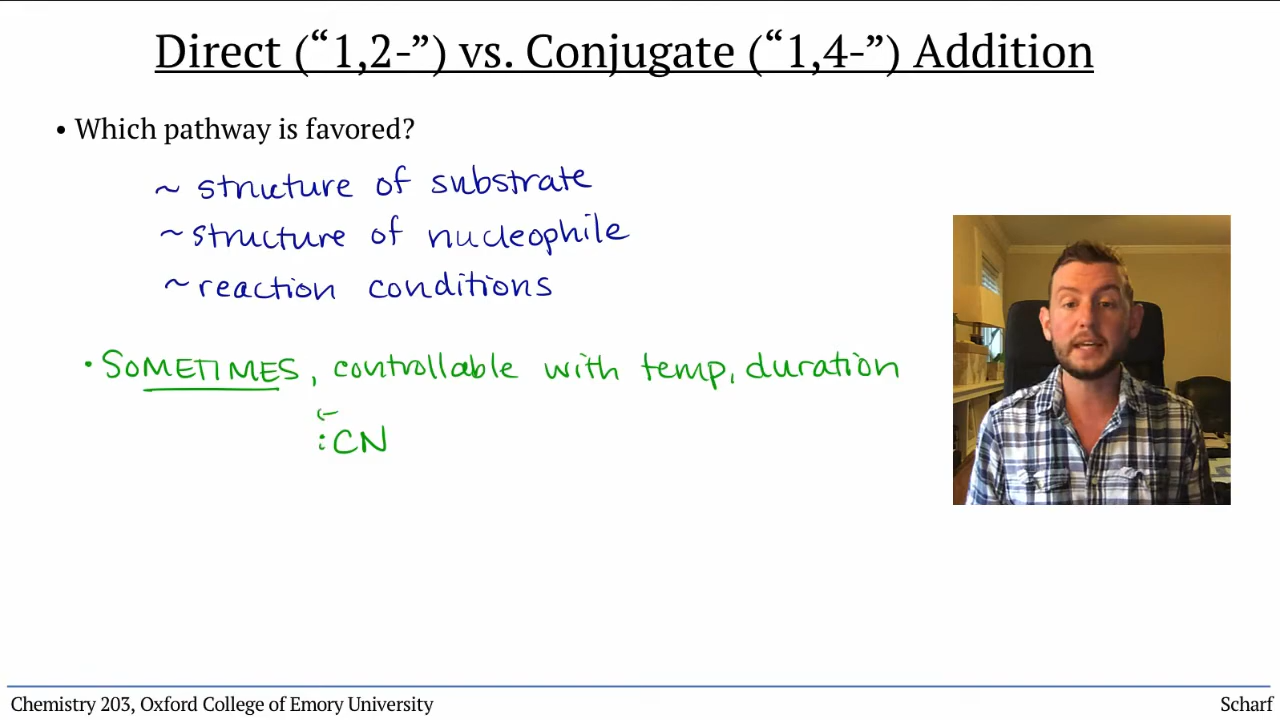 Direct (“1,2-”) vs. Conjugate (“1,4-”) Addition
• Which pathway is favored?
~ structure of substrate
~ structure of nucleophile
~ reaction conditions
• SOMETIMES, controllable with temp, duration
:CN
Chemistry 203, Oxford College of Emory University
Scharf